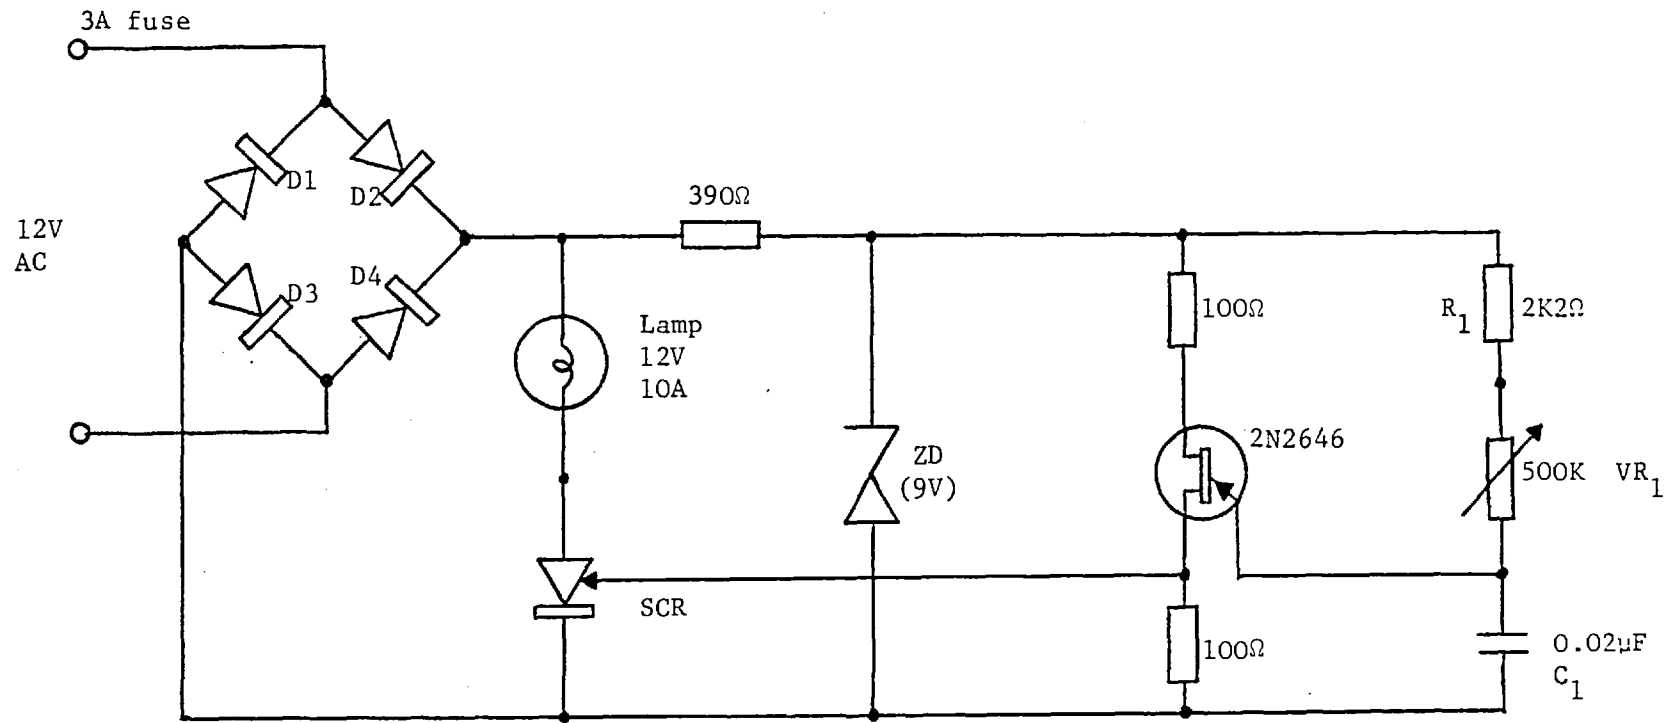 3A fuse
12V
AC
D1
D2
D3
D4
390Ω
Lamp
12V
10A
SCR
ZD
(9V)
100Ω
2N2646
100Ω
R1
2K2Ω
500K VR1
0.02µF
C1